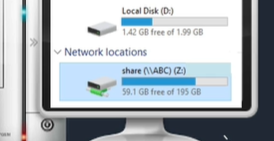 Local Disk (D:)
1.42 GB free of 1.99 GB
Network locations
share (\\ABC) (Z:)
59.1 GB free of 195 GB